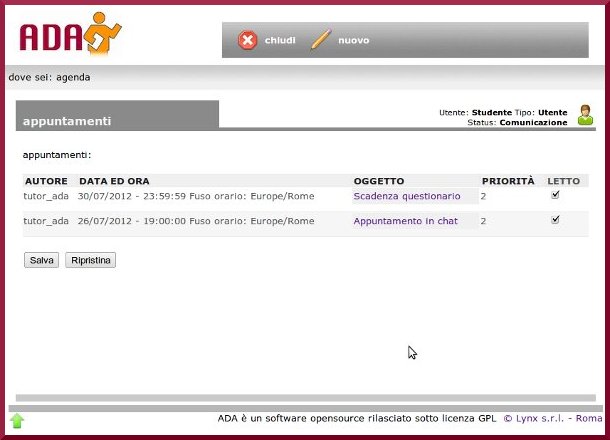 ADA
chiudi nuovo
dove sei: agenda
appuntamenti
Utente: Studente Tipo: Utente
Status: Comunicazione
appuntamenti:
AUTORE DATA ED ORA OGGETTO PRIORITÀ LETTO
tutor_ada 30/07/2012 - 23:59:59 Fuso orario: Europe/Rome Scadenza questionario 2
tutor_ada 26/07/2012 - 19:00:00 Fuso orario: Europe/Rome Appuntamento in chat 2
Salva Ripristina
ADA è un software opensource rilasciato sotto licenza GPL © Lynx s.r.l. - Roma